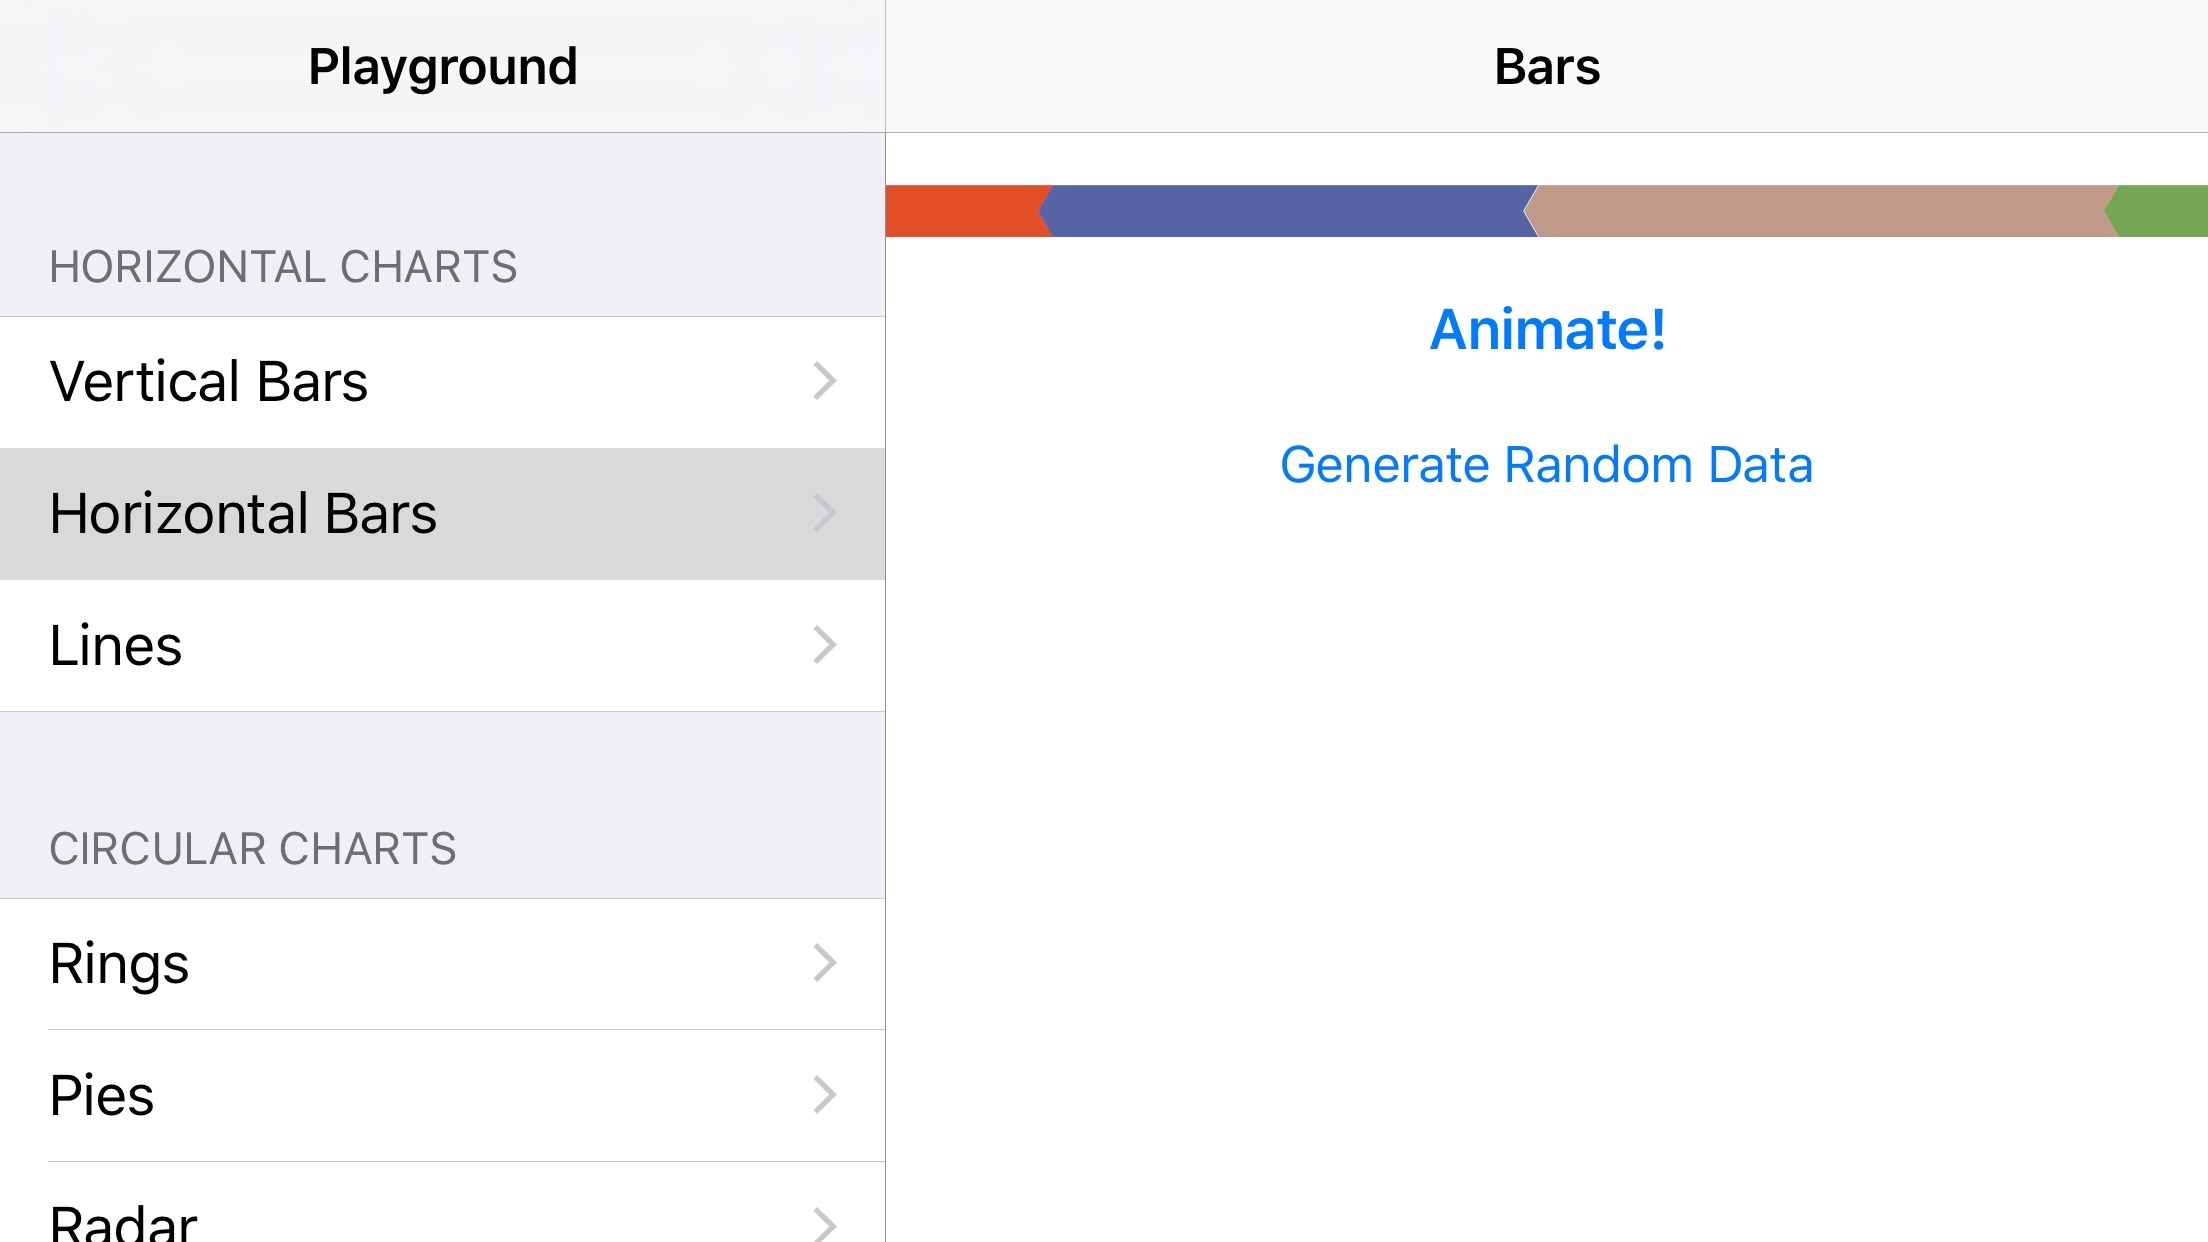 Playground
Bars
HORIZONTAL CHARTS
Vertical Bars
Horizontal Bars
Lines
CIRCULAR CHARTS
Rings
Pies
Radar
Animate!
Generate Random Data